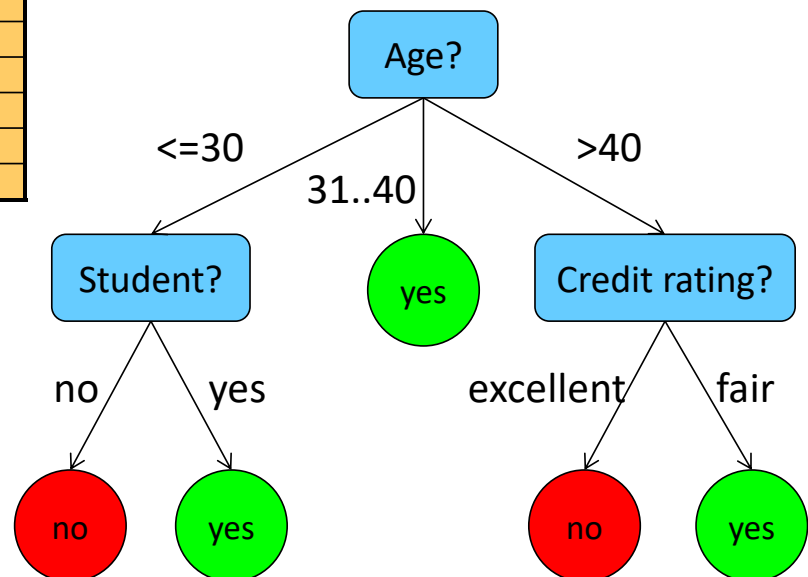 Age?
<=30
31..40
>40
Student?
yes
Credit rating?
no
yes
excellent
fair
no
yes
no
yes